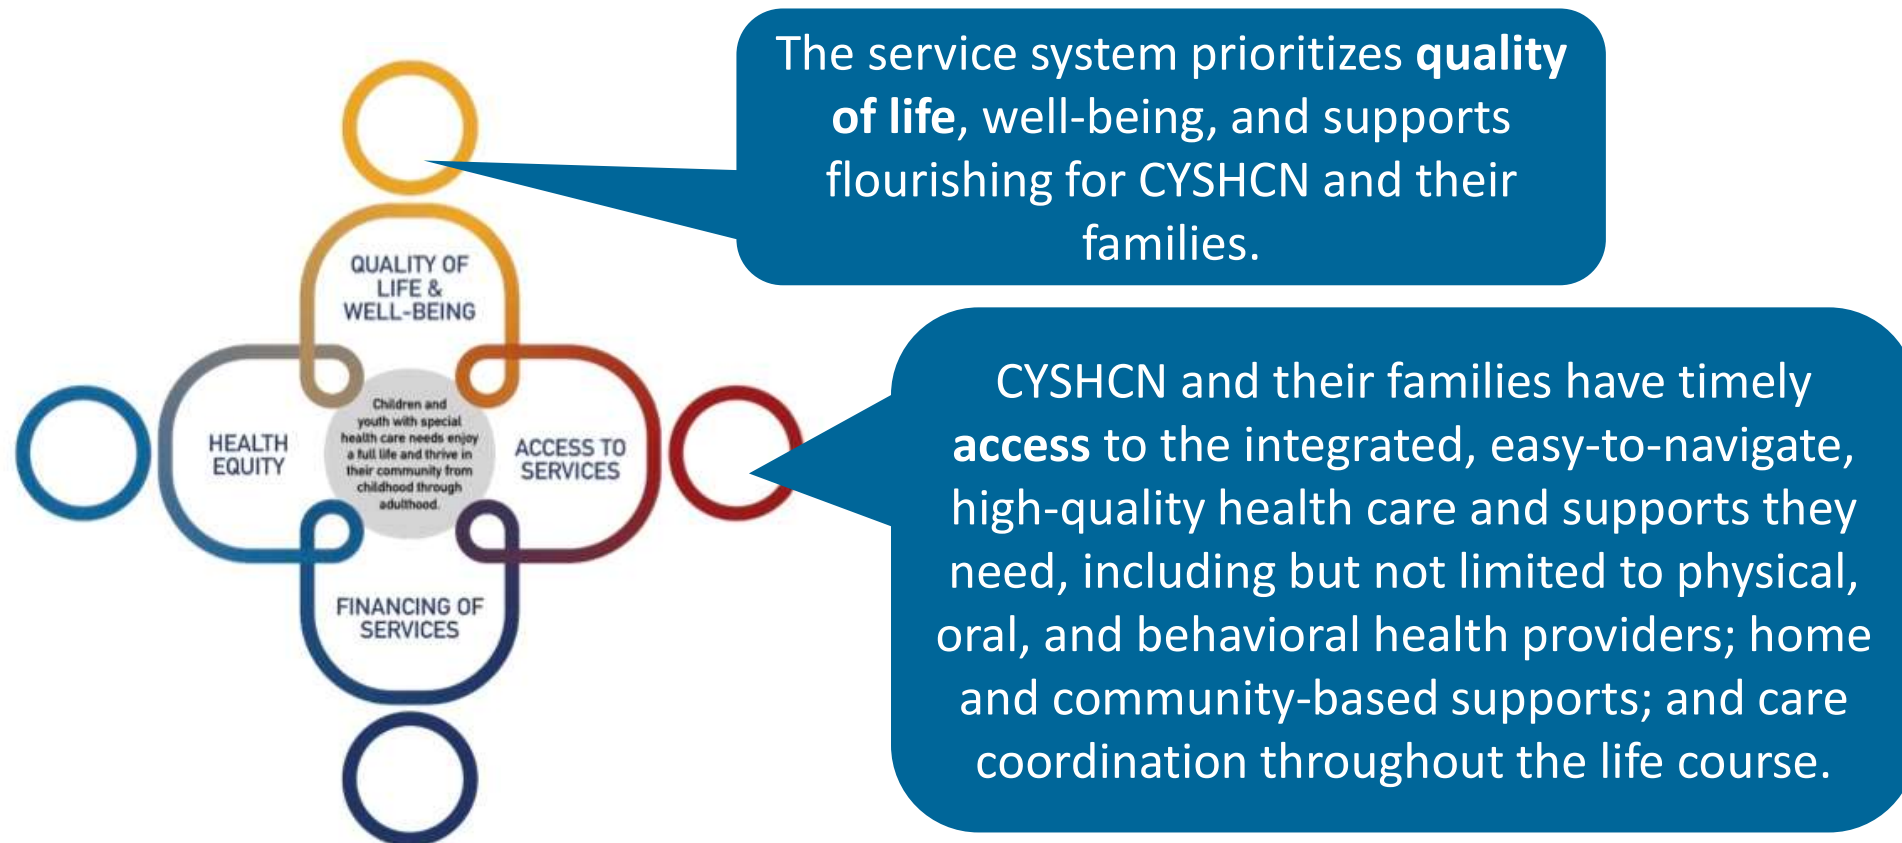 The service system prioritizes quality
of life, well-being, and supports
flourishing for CYSHCN and their
families.
QUALITY OF
LIFE &
WELL-BEING
HEALTH
EQUITY
Children and
youth with special
health care needs enjoy
a full life and thrive in
their community from
childhood through
adulthood.
ACCESS TO
SERVICES
FINANCING OF
SERVICES
CYSHCN and their families have timely
access to the integrated, easy-to-navigate,
high-quality health care and supports they
need, including but not limited to physical,
oral, and behavioral health providers; home
and community-based supports; and care
coordination throughout the life course.